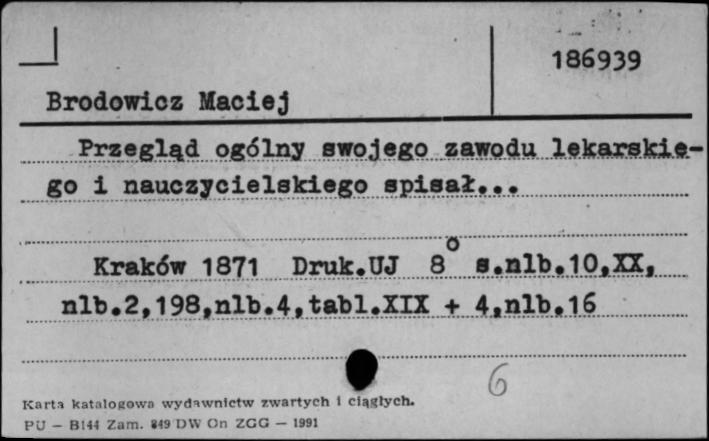 186939
Brodowicz Maciej
Przegląd ogólny swojego zawodu lekarskie-
go i nauczycielskiego spisał...
Kraków 1871 Druk.UJ 8° s.nlb.10,XX,
nlb.2,198,nlb.4,tabl.XIX + 4,nlb.16
6
Karta katalogowa wydawnictw zwartych i ciągłych.
PU — B144 Zam. 849 DW On ZGG — 1991